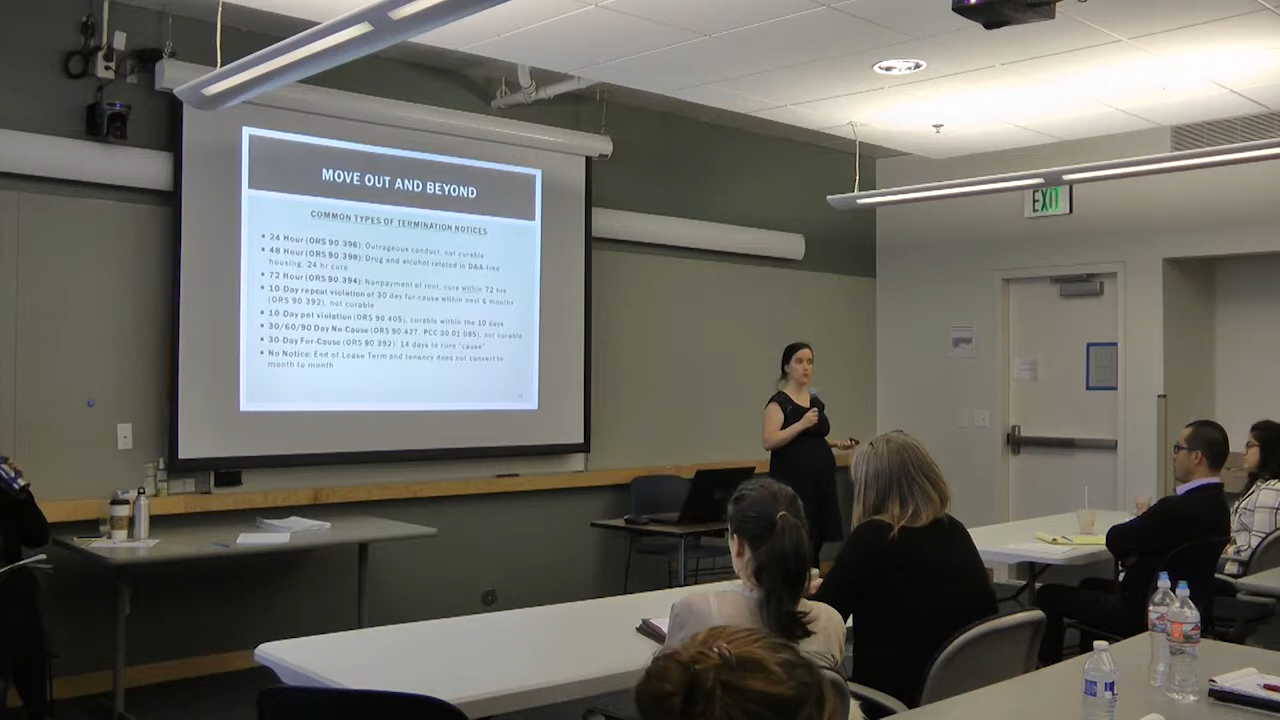 MOVE OUT AND BEYOND
COMMON TYPES OF TERMINATION NOTICES
• 24 Hour (ORS 90.396): Outrageous conduct, not curable
• 48 Hour (ORS 90.398): Drug and alcohol related in D&A-free
housing, 24 hr cure
• 72 Hour (ORS 90.394): Nonpayment of rent, cure within 72 hrs
• 10-Day repeat violation of 30 day for-cause within next 6 months
(ORS 90.392), not curable
• 10-Day pet violation (ORS 90.405), curable within the 10 days
• 30/60/90 Day No-Cause (ORS 90.427, PCC 30.01.085), not curable
• 30-Day For-Cause (ORS 90.392): 14 days to cure "cause"
• No Notice: End of Lease Term and tenancy does not convert to
month to month
EXIT